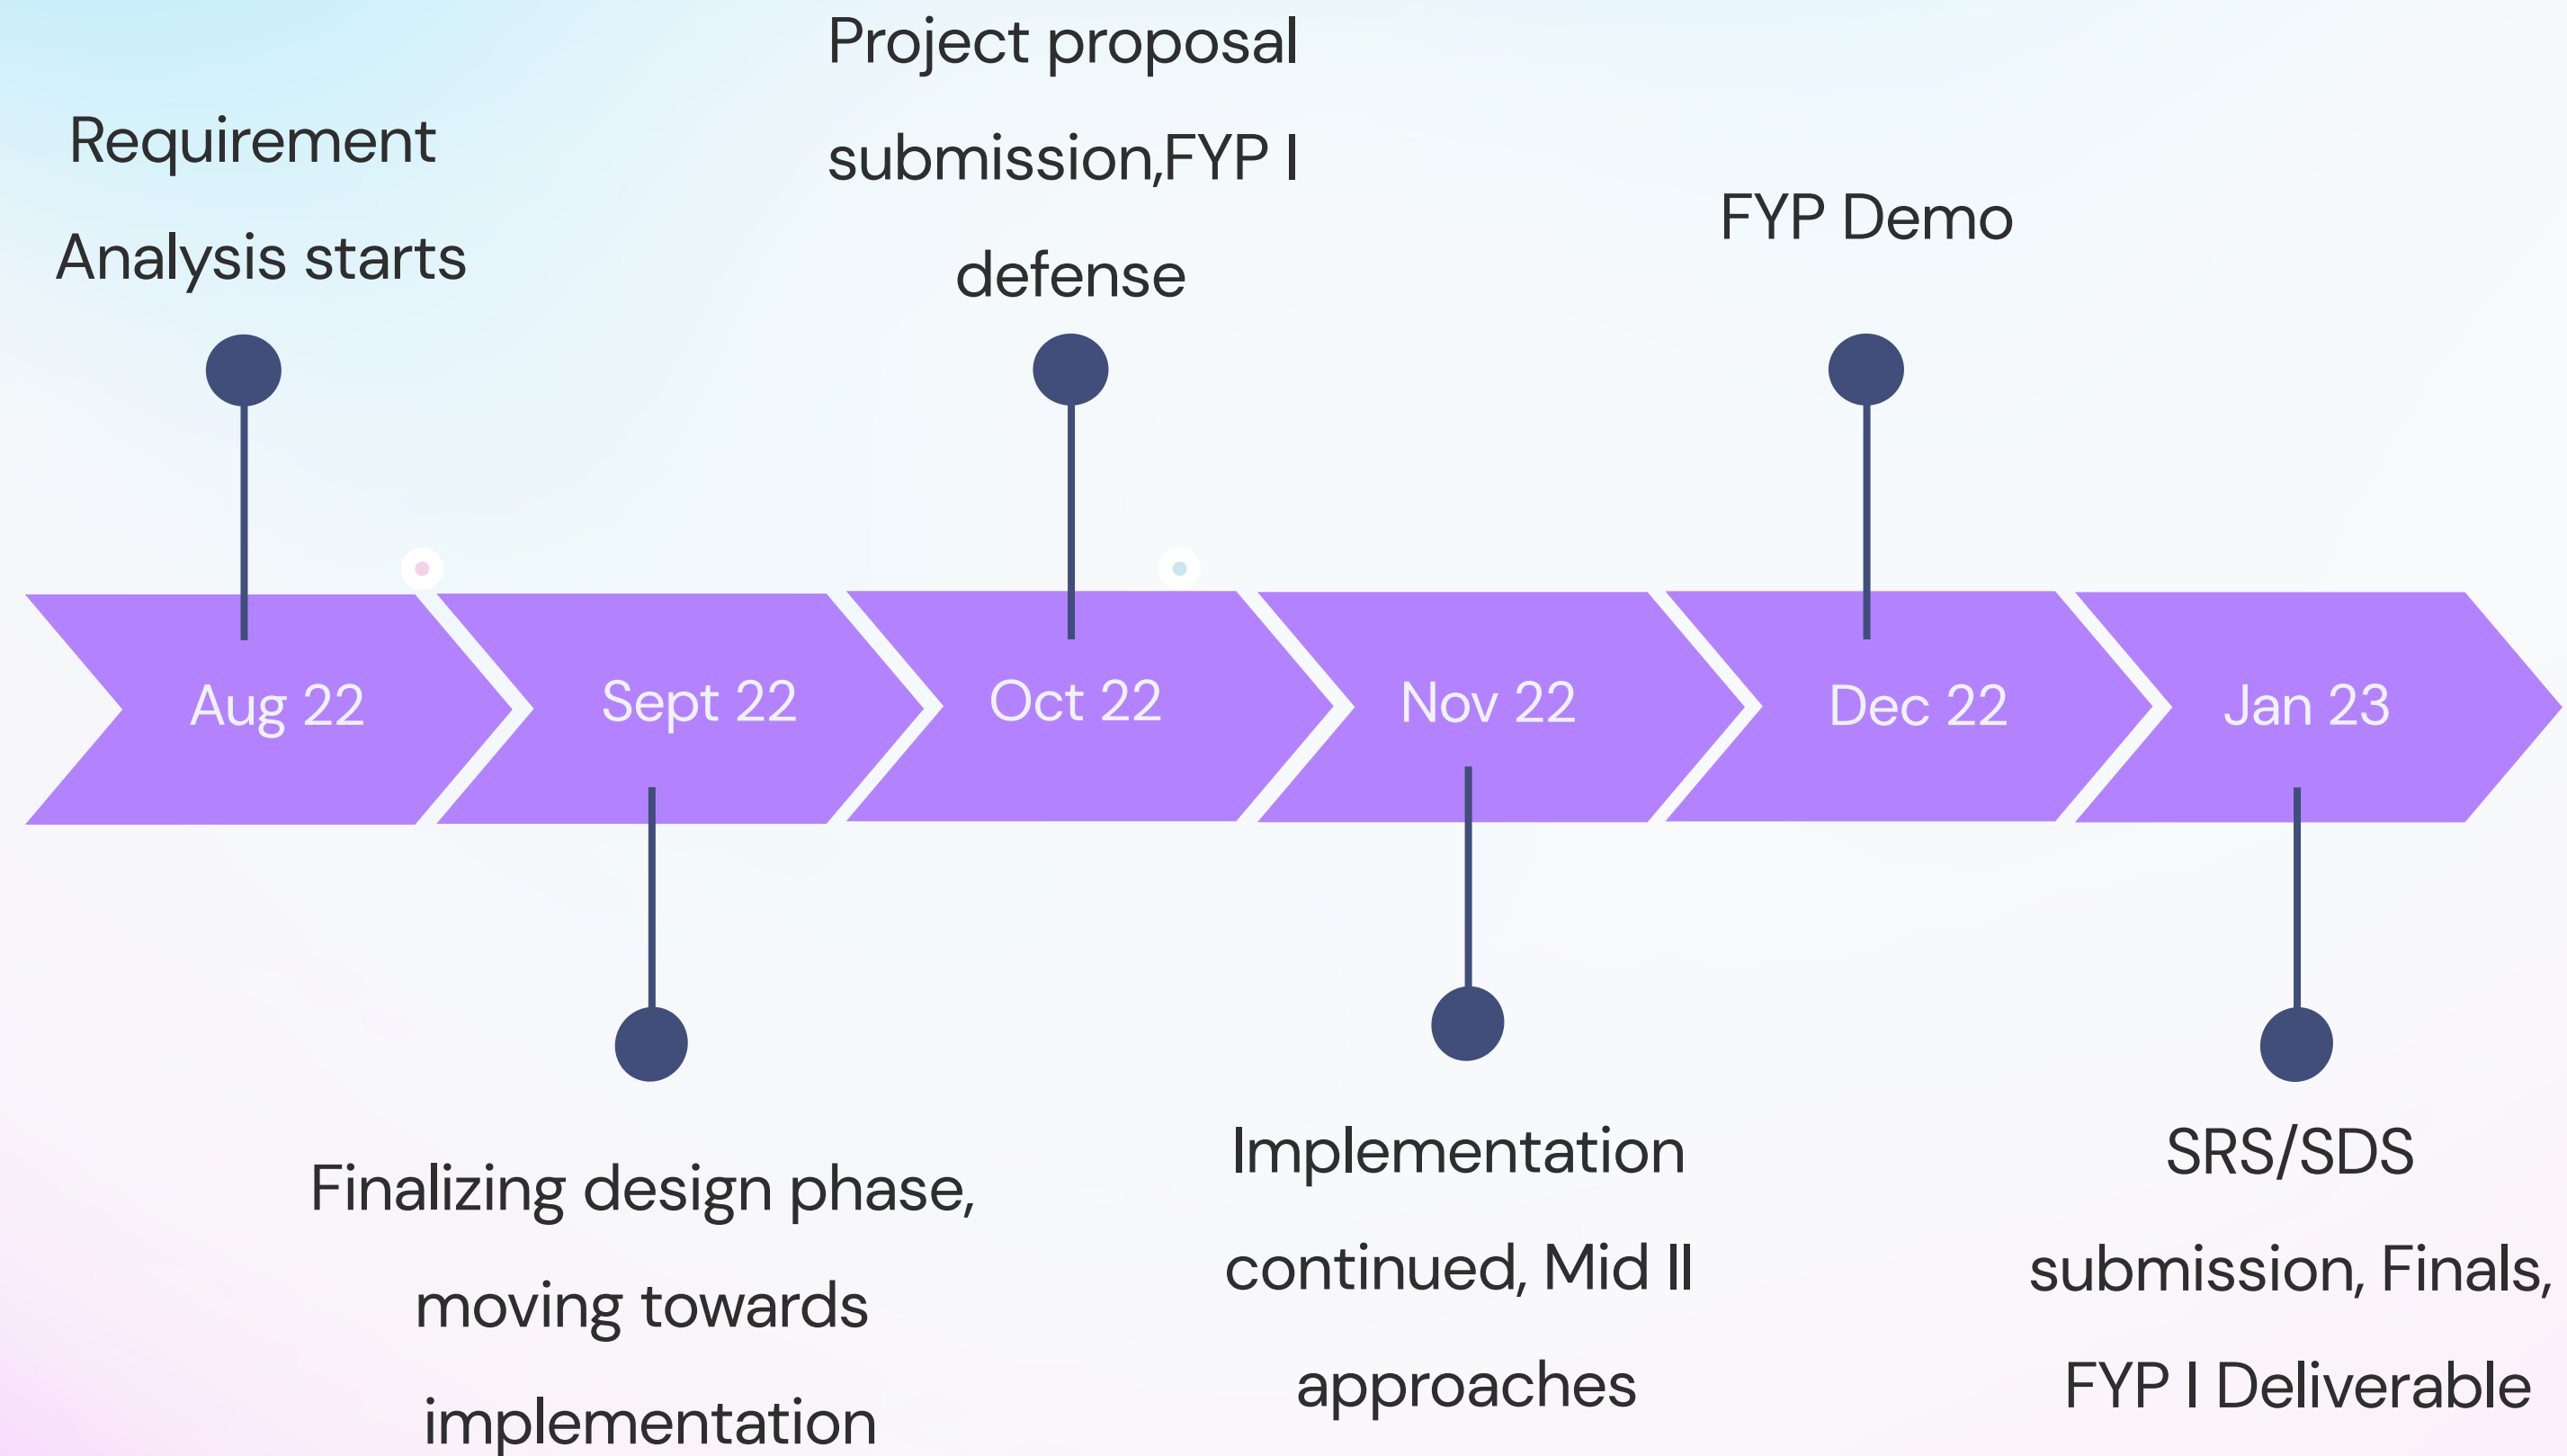 Project proposal
submission,FYP I
defense
Requirement
Analysis starts
FYP Demo
Aug 22
Sept 22
Oct 22
Nov 22
Dec 22
Jan 23
Finalizing design phase,
moving towards
implementation
Implementation
continued, Mid II
approaches
SRS/SDS
submission, Finals,
FYP I Deliverable